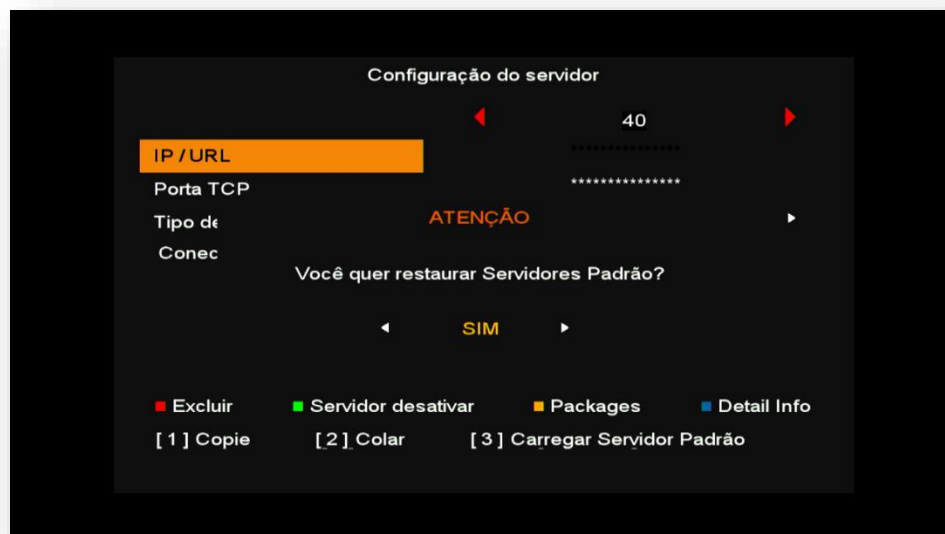 Configuração do servidor
40
IP / URL ***************
Porta TCP ***************
Tipo de
ATENÇÃO
Conec
Você quer restaurar Servidores Padrão?
SIM
Excluir Servidor desativar Packages Detail Info
[ 1 ] Copie [ 2 ] Colar [ 3 ] Carregar Servidor Padrão